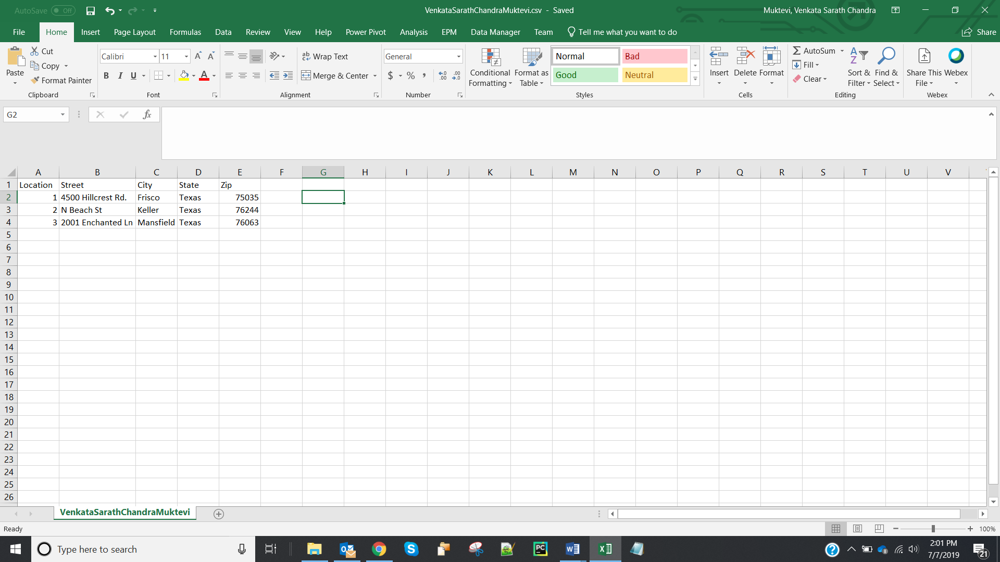 AutoSave Off VenkataSarathChandraMuktevi.csv - Saved Muktevi, Venkata Sarath Chandra
File Home Insert Page Layout Formulas Data Review View Help Power Pivot Analysis EPM Data Manager Team Tell me what you want to do Share
Paste Cut Copy Format Painter Clipboard
Calibri 11 A A B I U A Font
ab Wrap Text Merge & Center Alignment
General $ % , .00 .0 Number
Conditional Formatting Format as Table Normal Bad Good Neutral Styles
Insert Delete Format Cells
AutoSum Fill Clear Sort & Filter Find & Select Editing
Share This File Webex Webex
G2 fx
A B C D E F G H I J K L M N O P Q R S T U V
1 Location Street City State Zip
2 1 4500 Hillcrest Rd. Frisco Texas 75035
3 2 N Beach St Keller Texas 76244
4 3 2001 Enchanted Ln Mansfield Texas 76063
5
6
7
8
9
10
11
12
13
14
15
16
17
18
19
20
21
22
23
24
25
26
VenkataSarathChandraMuktevi
Ready 100%
Type here to search 2:01 PM
7/7/2019 21